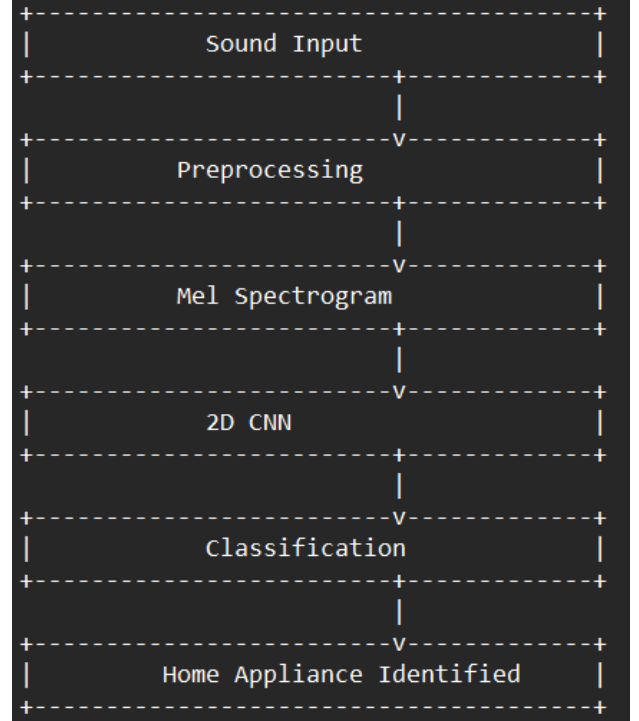 +---------------------------------------+
|            Sound Input                |
+-------------------------+-------------+
                          |
+-------------------------v-------------+
|          Preprocessing                |
+-------------------------+-------------+
                          |
+-------------------------v-------------+
|          Mel Spectrogram              |
+-------------------------+-------------+
                          |
+-------------------------v-------------+
|            2D CNN                     |
+-------------------------+-------------+
                          |
+-------------------------v-------------+
|            Classification             |
+-------------------------+-------------+
                          |
+-------------------------v-------------+
|         Home Appliance Identified     |
+---------------------------------------+